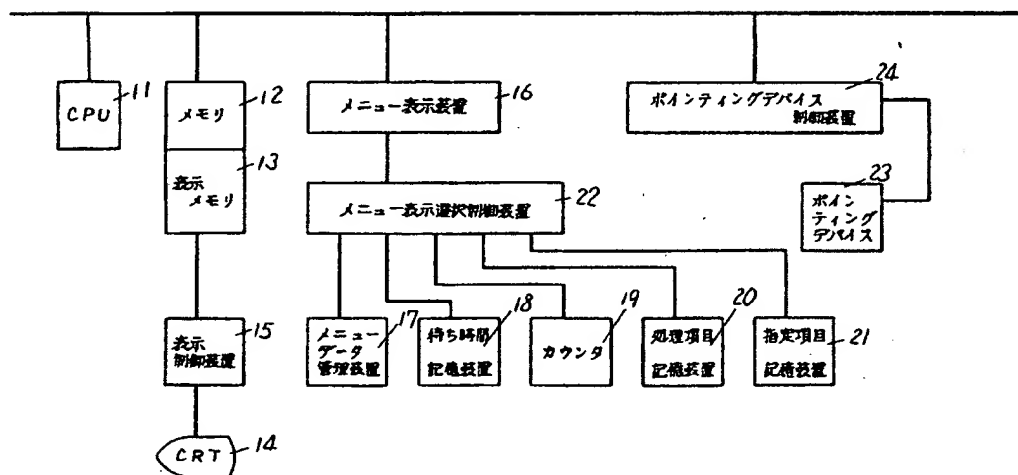 11
CPU
12
メモリ
13
表示
メモリ
16
メニュー表示装置
24
ポインティングデバイス
制御装置
22
メニュー表示選択制御装置
23
ポイン
ティング
デバイス
15
表示
制御装置
17
メニュー
データ
管理装置
18
待ち時間
記憶装置
19
カウンタ
20
処理項目
記憶装置
21
指定項目
記憶装置
CRT
14